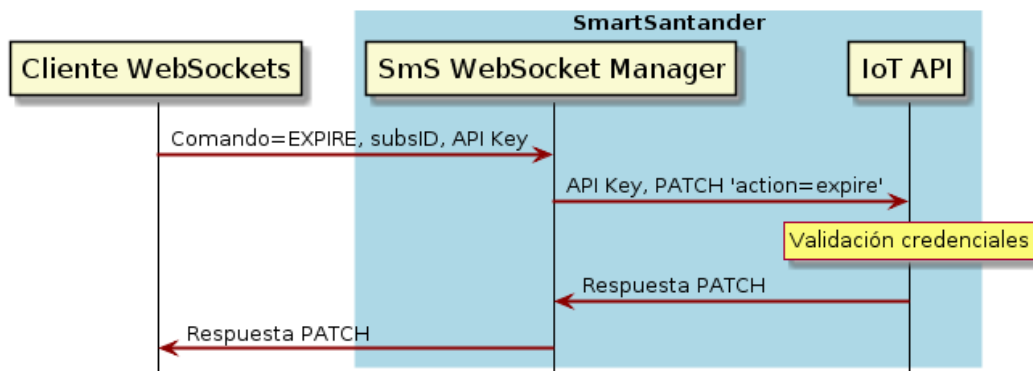 SmartSantander
Cliente WebSockets
SmS WebSocket Manager
IoT API
Comando=EXPIRE, subsID, API Key
API Key, PATCH 'action=expire'
Validación credenciales
Respuesta PATCH
Respuesta PATCH